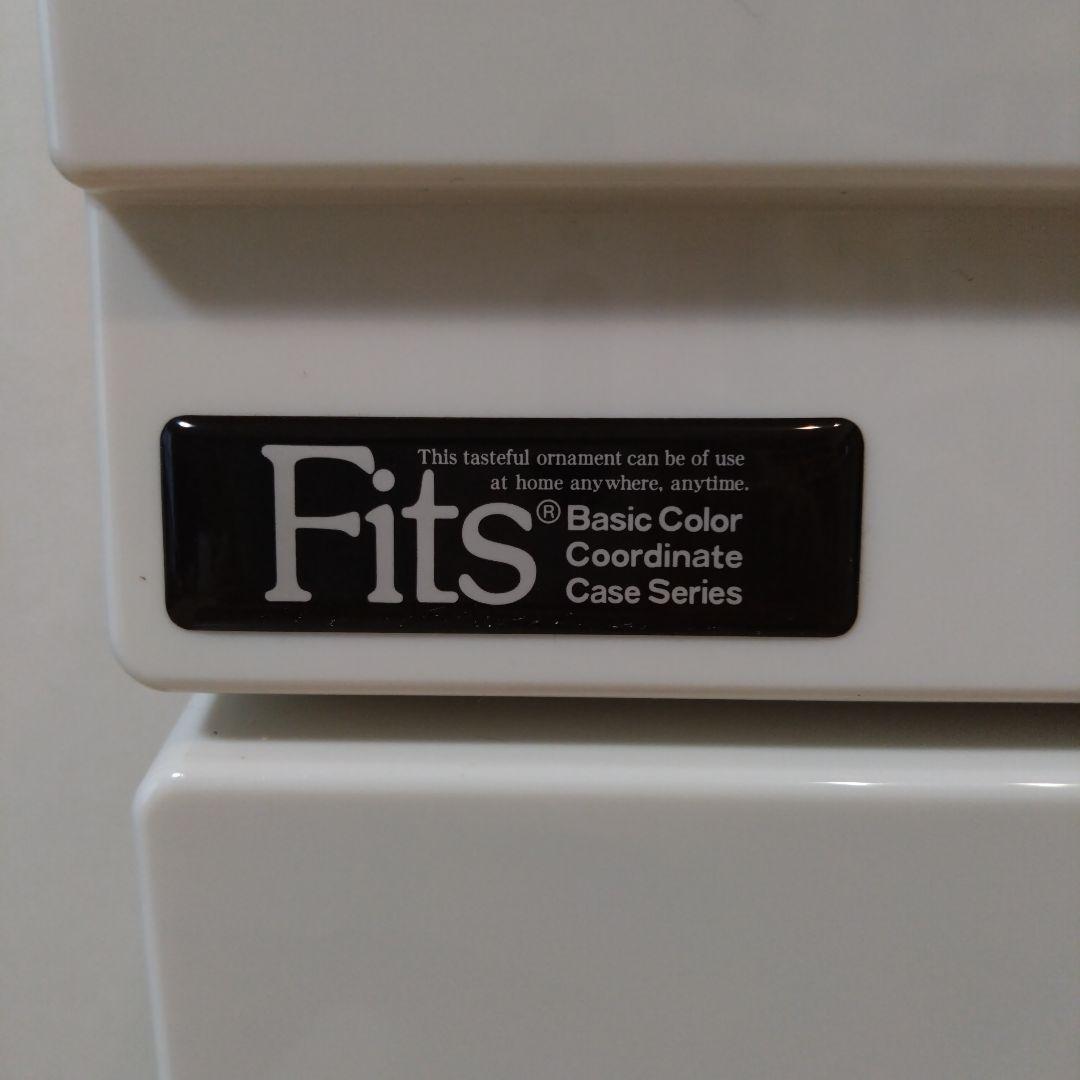 Fits®
This tasteful ornament can be of use
at home anywhere, anytime.
Basic Color
Coordinate
Case Series